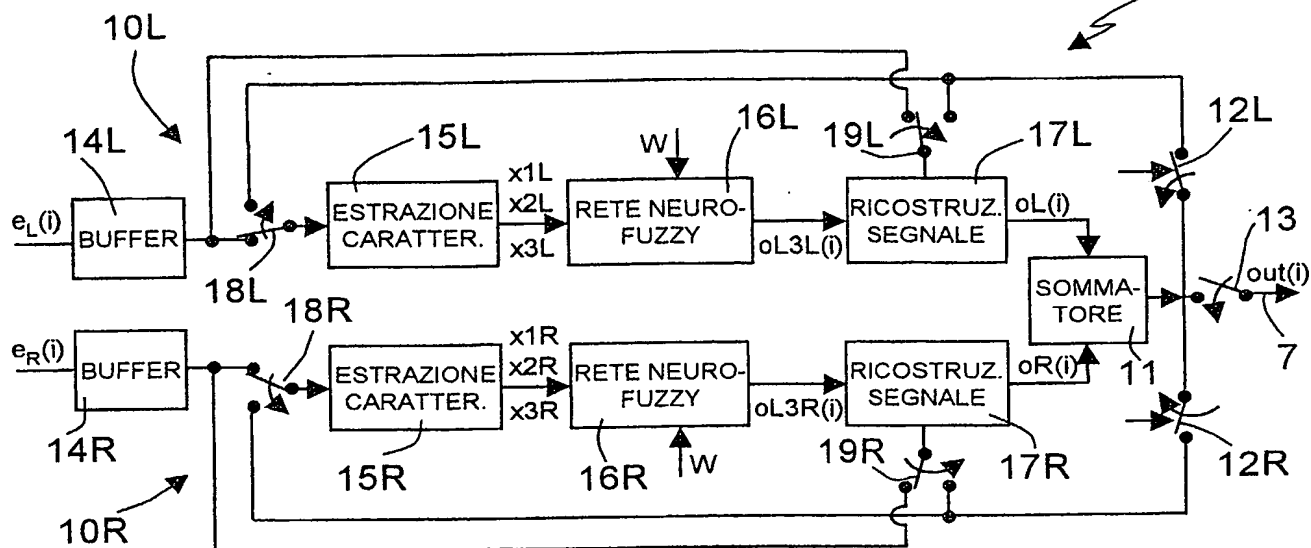 10L
14L
15L
16L
19L
17L
12L
eL(i)
BUFFER
18L
ESTRAZIONE
CARATTER.
x1L
x2L
x3L
W
RETE NEURO-
FUZZY
oL3L(i)
RICOSTRUZ.
SEGNALE
oL(i)
SOMMA-
TORE
11
13
out(i)
7
eR(i)
BUFFER
14R
18R
ESTRAZIONE
CARATTER.
15R
x1R
x2R
x3R
RETE NEURO-
FUZZY
16R
W
oL3R(i)
RICOSTRUZ.
SEGNALE
oR(i)
19R
17R
12R
10R